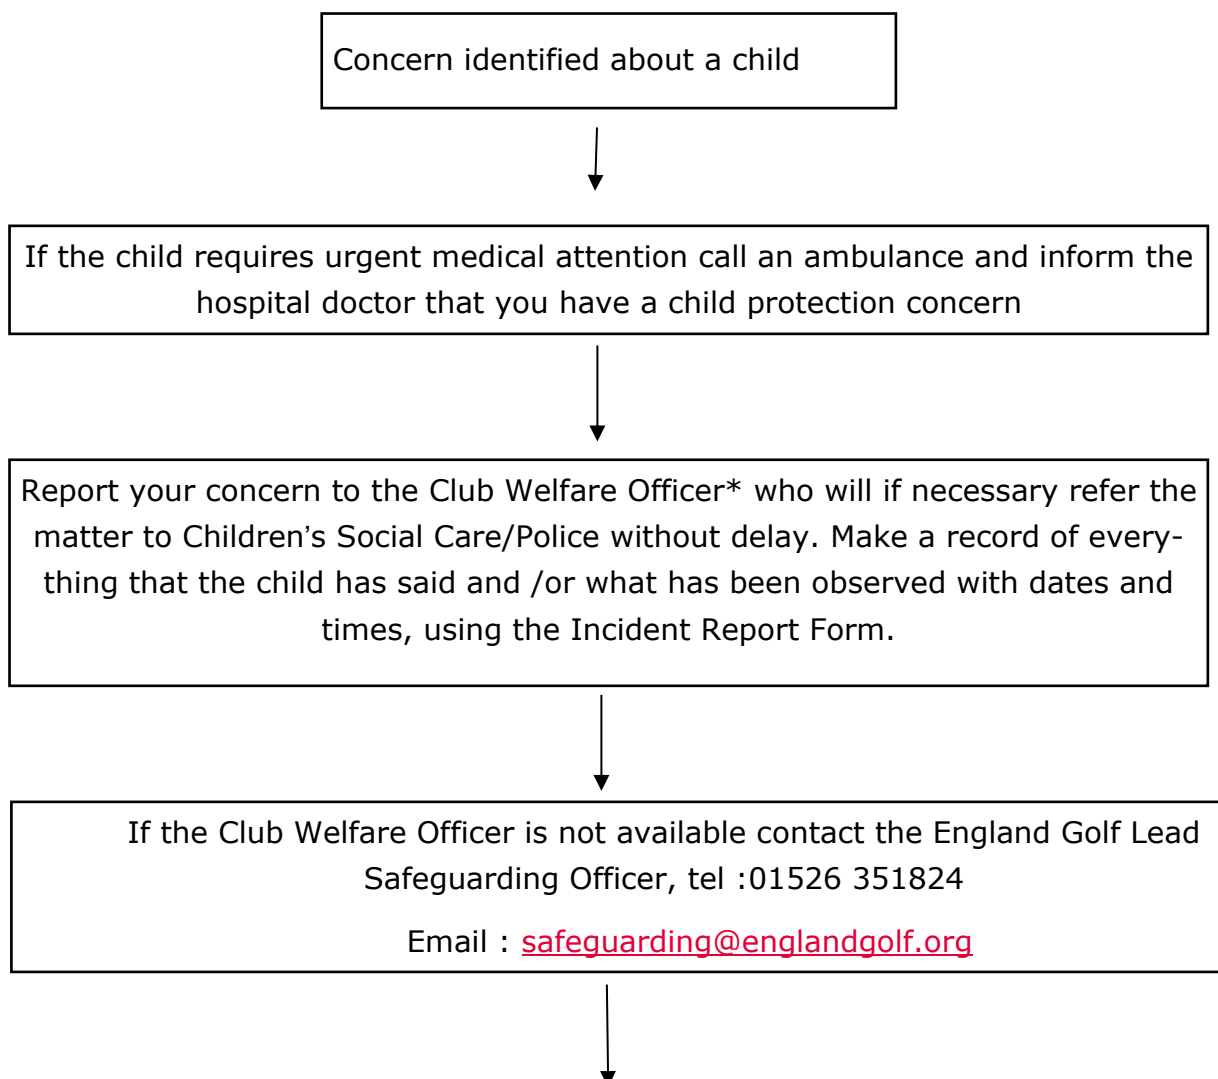 Concern identified about a child
If the child requires urgent medical attention call an ambulance and inform the
hospital doctor that you have a child protection concern
Report your concern to the Club Welfare Officer* who will if necessary refer the
matter to Children’s Social Care/Police without delay. Make a record of every-
thing that the child has said and /or what has been observed with dates and
times, using the Incident Report Form.
If the Club Welfare Officer is not available contact the England Golf Lead
Safeguarding Officer, tel :01526 351824
Email : safeguarding@englandgolf.org